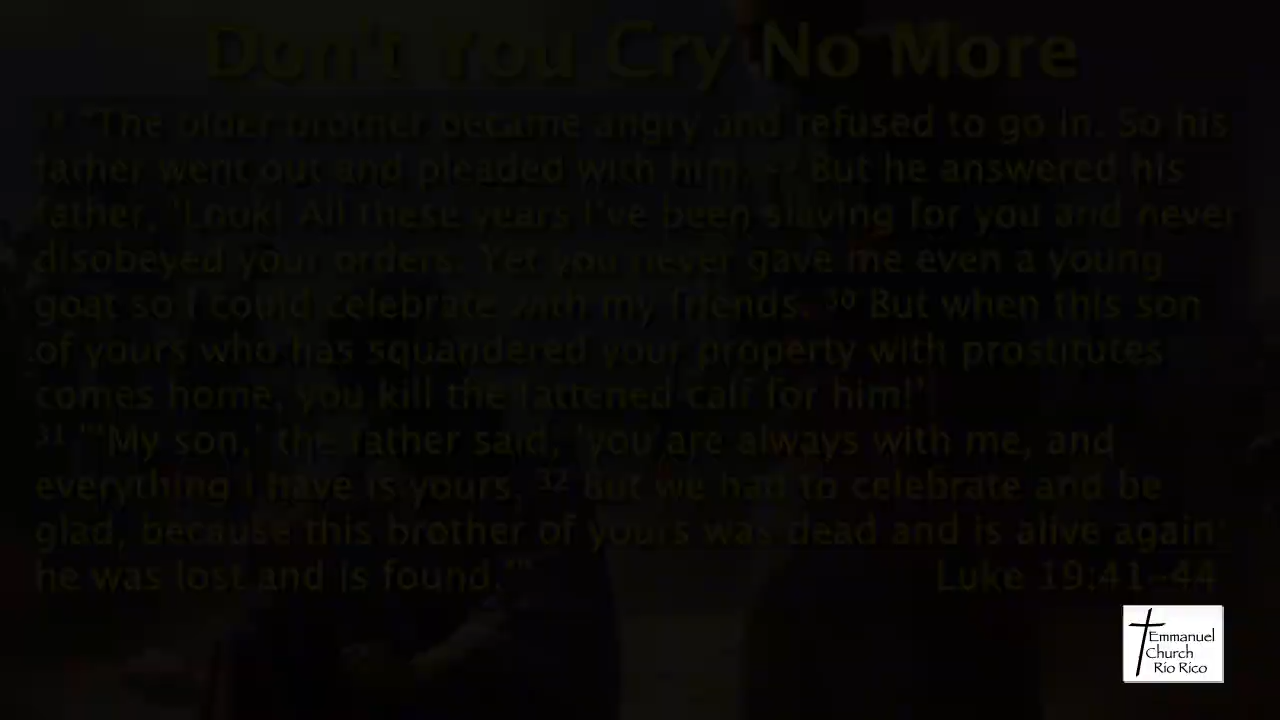 Don't You Cry No More
28 "The older brother became angry and refused to go in. So his
father went out and pleaded with him. 29 But he answered his
father, 'Look! All these years I've been slaving for you and never
disobeyed your orders. Yet you never gave me even a young
goat so I could celebrate with my friends. 30 But when this son
of yours who has squandered your property with prostitutes
comes home, you kill the fattened calf for him!'
31 "'My son,' the father said, 'you are always with me, and
everything I have is yours. 32 But we had to celebrate and be
glad, because this brother of yours was dead and is alive again;
he was lost and is found.'" Luke 19:41-44
Emmanuel
Church
Rio Rico